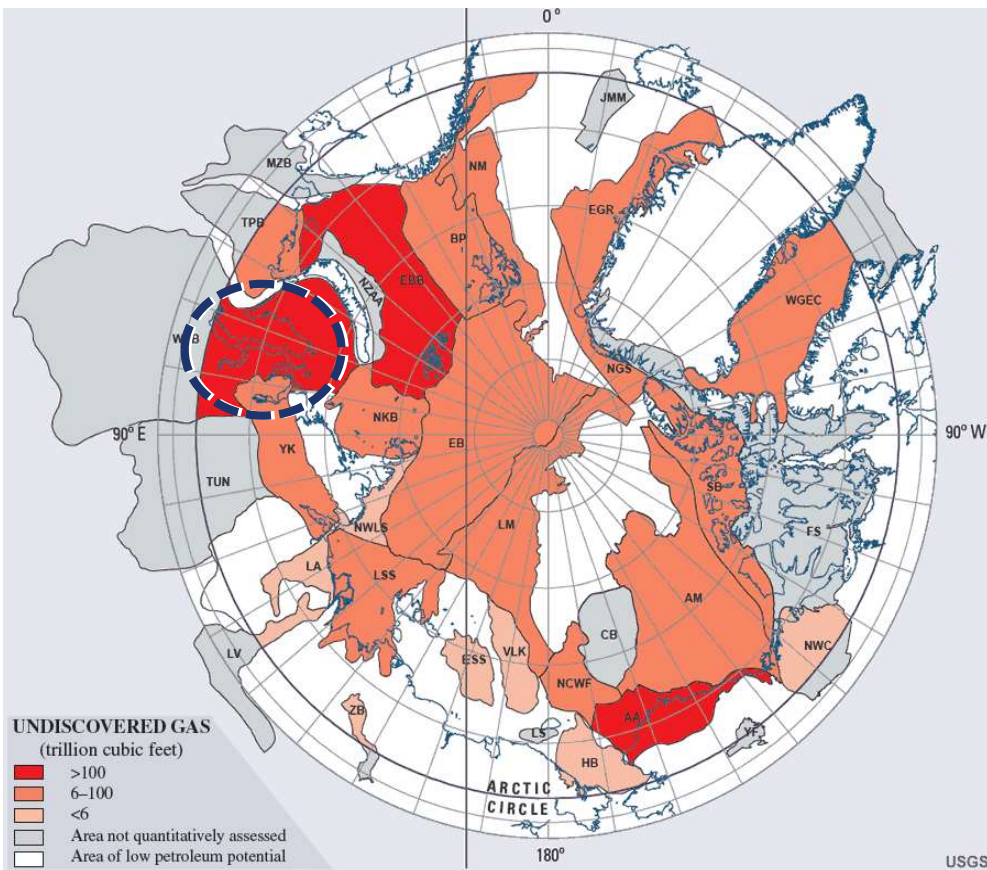 0°
JMM
MZB
NM
TPB
EGR
BP
EBB
NZAA
WGEC
NGS
NKB
90° E
EB
90° W
YK
TUN
SB
NWLS
LM
FS
LA
LSS
AM
CB
NWC
LV
ESS
VLK
NCWF
ZB
AA
LS
YF
HB
ARCTIC
CIRCLE
180°
UNDISCOVERED GAS
(trillion cubic feet)
>100
6–100
<6
Area not quantitatively assessed
Area of low petroleum potential
USGS